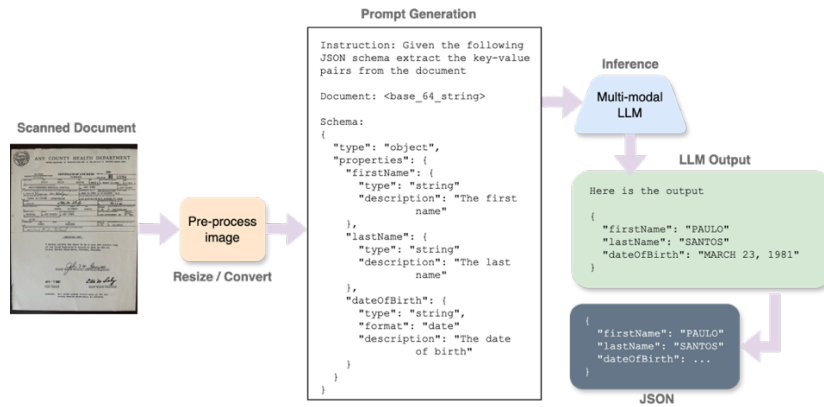 Prompt Generation
Scanned Document
ANY COUNTY HEALTH DEPARTMENT
Pre-process
image
Resize / Convert
Instruction: Given the following
JSON schema extract the key-value
pairs from the document
Document: <base_64_string>
Schema:
{
"type": "object",
"properties": {
"firstName": {
"type": "string"
"description": "The first
name"
},
"lastName": {
"type": "string"
"description": "The last
name"
},
"dateOfBirth": {
"type": "string",
"format": "date"
"description": "The date
of birth"
}
}
}
Inference
Multi-modal
LLM
LLM Output
Here is the output
{
"firstName": "PAULO"
"lastName": "SANTOS"
"dateOfBirth": "MARCH 23, 1981"
}
{
"firstName": "PAULO"
"lastName": "SANTOS"
"dateOfBirth": ...
}
JSON